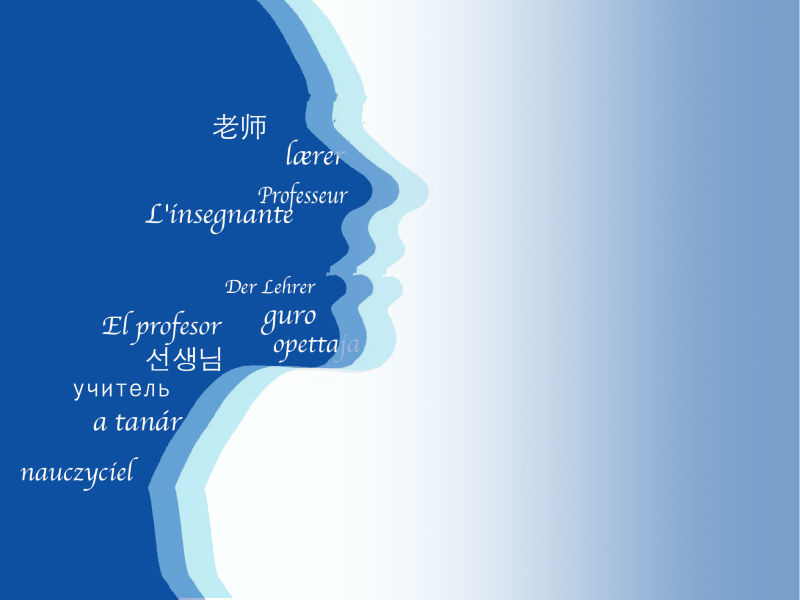 老师
lærer
Professeur
L'insegnante
Der Lehrer
guro
El profesor
opettaja
선생님
учитель
a tanár
nauczyciel